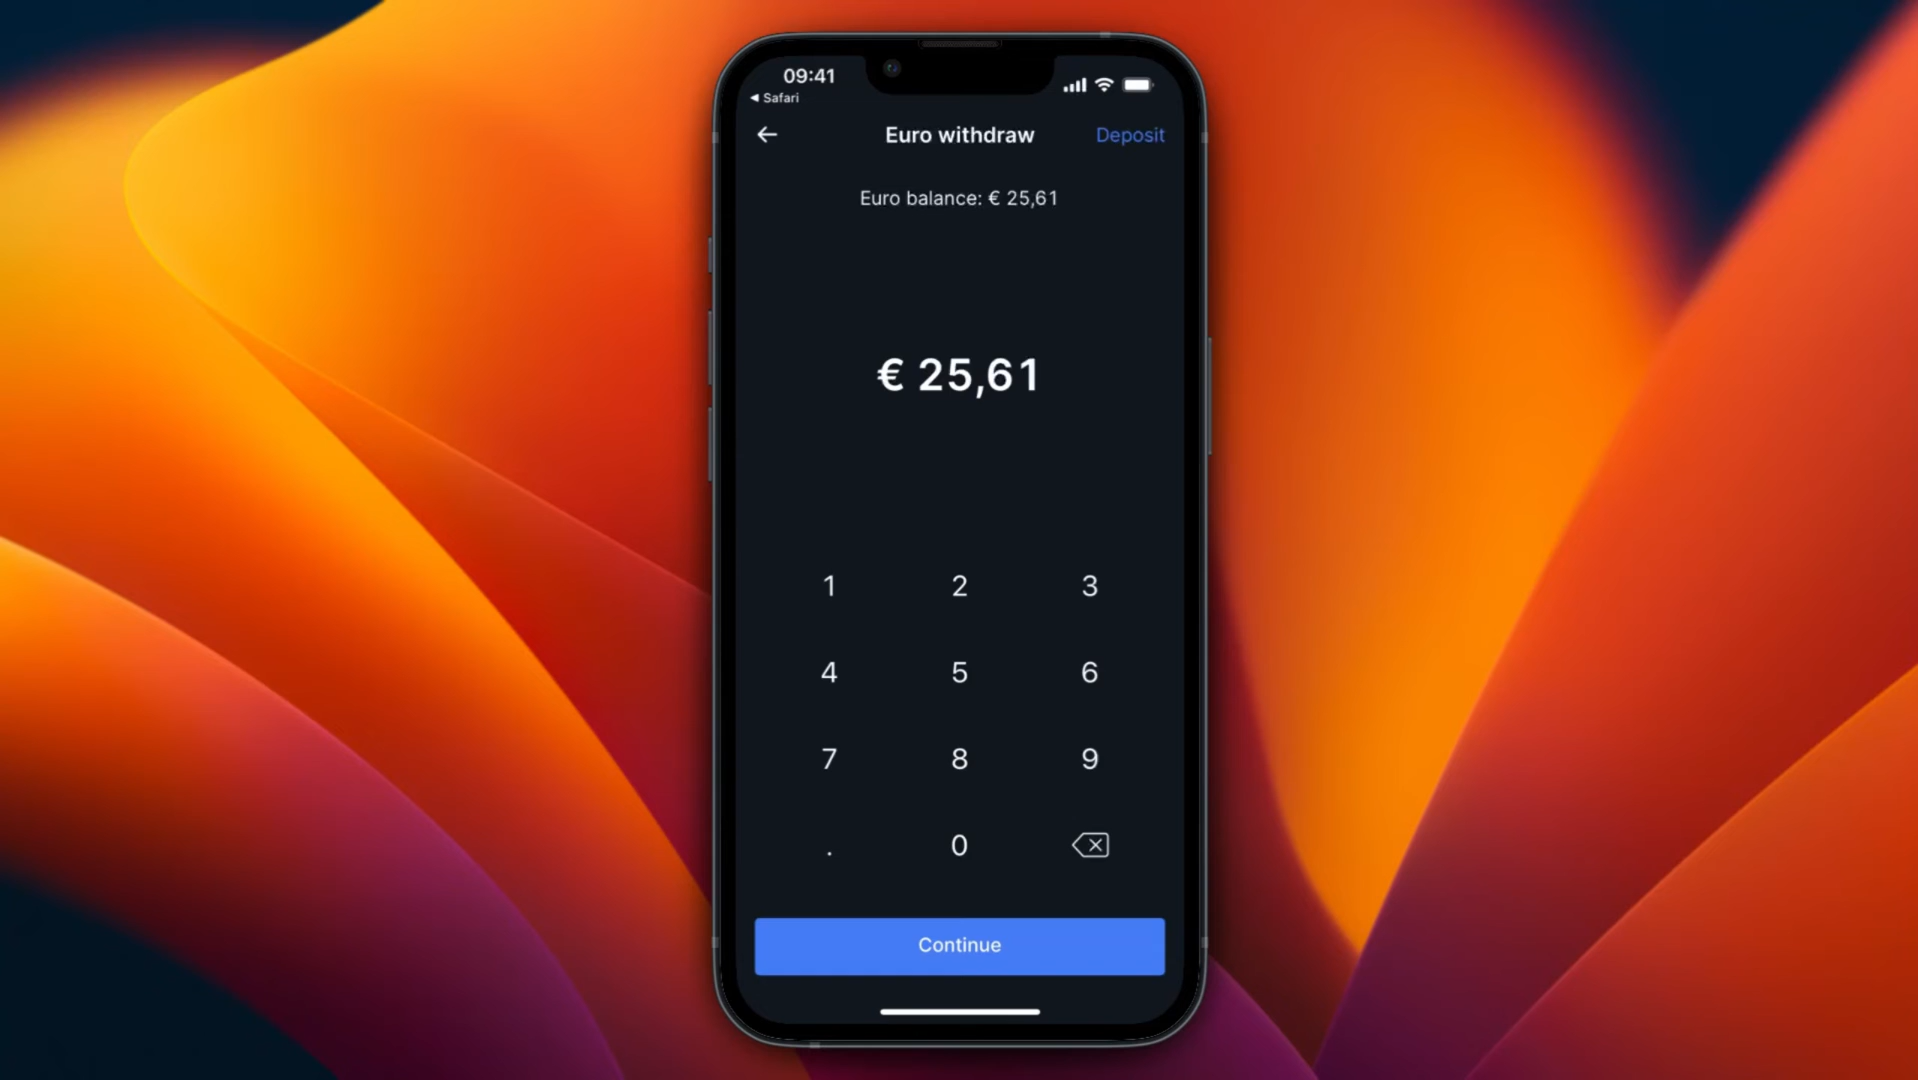 09:41
◀ Safari
Euro withdraw
Deposit
Euro balance: € 25,61
€ 25,61
1 2 3
4 5 6
7 8 9
. 0
Continue